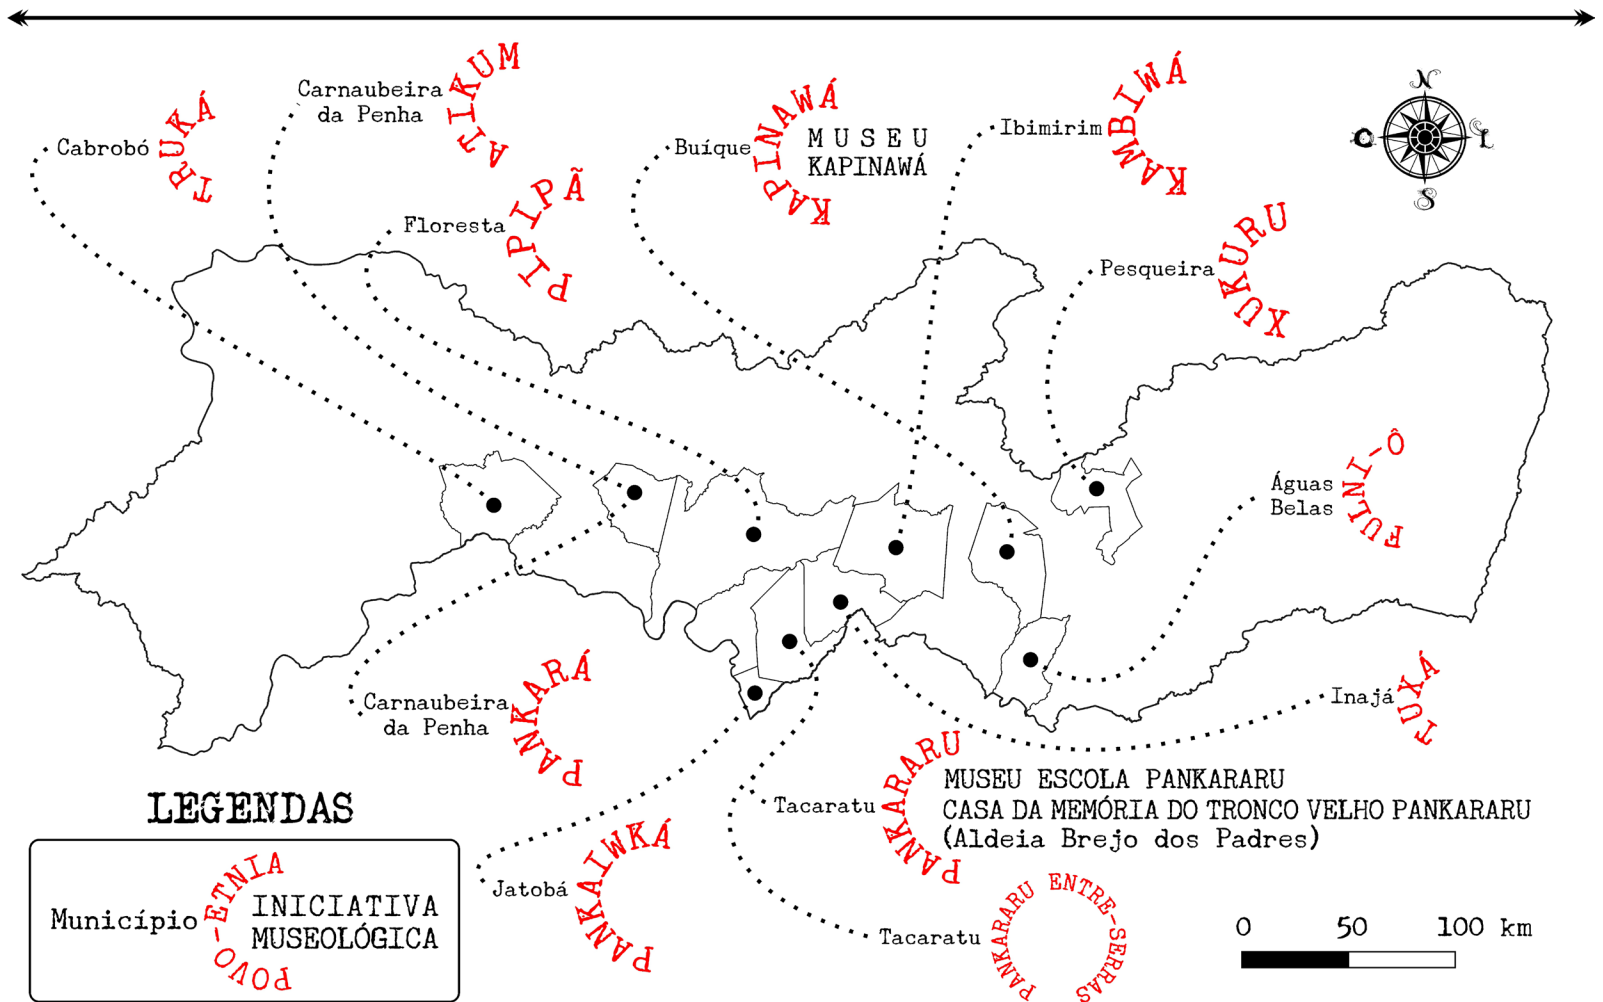 Cabrobó
TRUKÁ
Carnaubeira
da Penha
ATIKUM
Floresta
PIPIPÃ
Buíque
KAPINAWÁ
MUSEU
KAPINAWÁ
Ibimirim
KAMBIWÁ
N
O
L
S
Pesqueira
XUKURU
Águas
Belas
FULNI-Ô
Inajá
TUXÁ
Carnaubeira
da Penha
PANKARÁ
Tacaratu
PANKARARU
MUSEU ESCOLA PANKARARU
CASA DA MEMÓRIA DO TRONCO VELHO PANKARARU
(Aldeia Brejo dos Padres)
Jatobá
PANKAIWKÁ
Tacaratu
PANKARARU ENTRE-SERRAS
LEGENDAS
Município
POVO-ETNIA
INICIATIVA
MUSEOLÓGICA
0 50 100 km